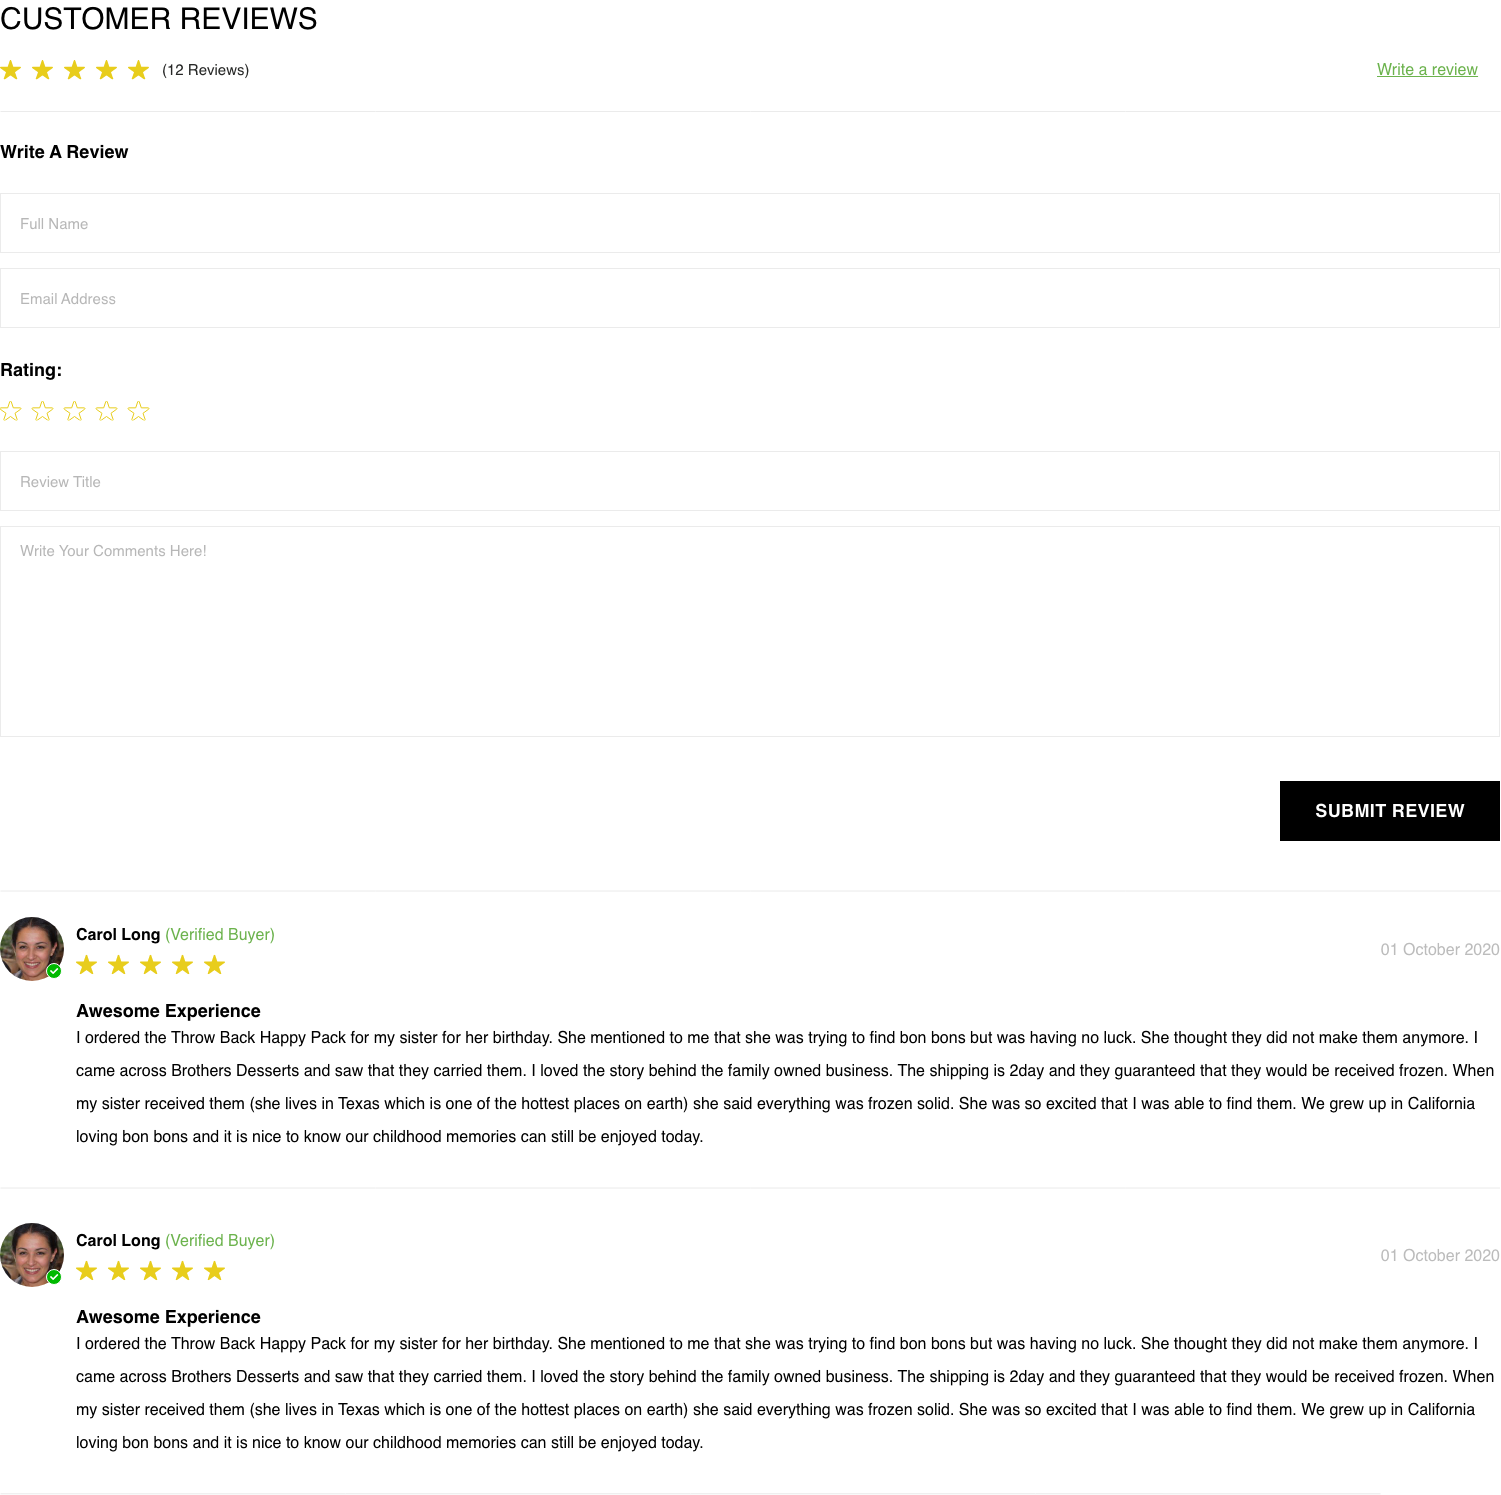 CUSTOMER REVIEWS
(12 Reviews)
Write a review
Write A Review
Full Name
Email Address
Rating:
Review Title
Write Your Comments Here!
SUBMIT REVIEW
Carol Long (Verified Buyer)
01 October 2020
Awesome Experience
I ordered the Throw Back Happy Pack for my sister for her birthday. She mentioned to me that she was trying to find bon bons but was having no luck. She thought they did not make them anymore. I
came across Brothers Desserts and saw that they carried them. I loved the story behind the family owned business. The shipping is 2day and they guaranteed that they would be received frozen. When
my sister received them (she lives in Texas which is one of the hottest places on earth) she said everything was frozen solid. She was so excited that I was able to find them. We grew up in California
loving bon bons and it is nice to know our childhood memories can still be enjoyed today.
Carol Long (Verified Buyer)
01 October 2020
Awesome Experience
I ordered the Throw Back Happy Pack for my sister for her birthday. She mentioned to me that she was trying to find bon bons but was having no luck. She thought they did not make them anymore. I
came across Brothers Desserts and saw that they carried them. I loved the story behind the family owned business. The shipping is 2day and they guaranteed that they would be received frozen. When
my sister received them (she lives in Texas which is one of the hottest places on earth) she said everything was frozen solid. She was so excited that I was able to find them. We grew up in California
loving bon bons and it is nice to know our childhood memories can still be enjoyed today.